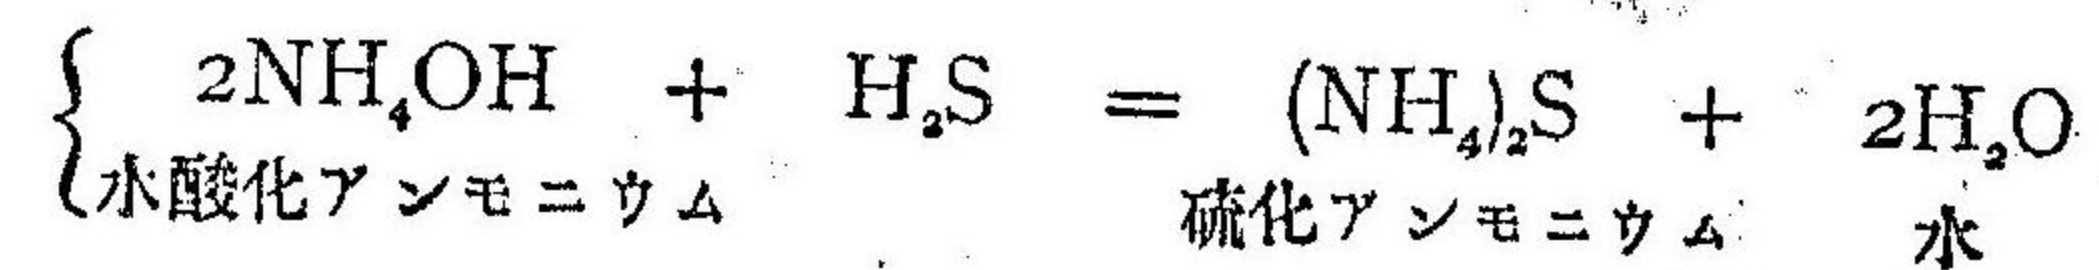 2NH₄OH + H₂S = (NH₄)₂S + 2H₂O
水酸化アンモニウム 硫化アンモニウム 水